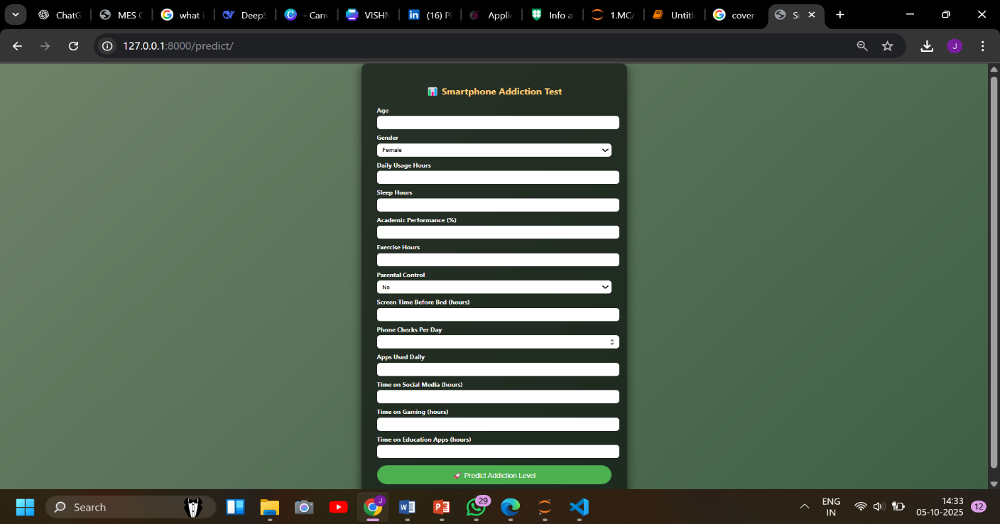 ChatG
MES C
what i
DeepS
- Can
VISHN
(16) P
Applic
Info a
1.MCA
Untitl
cover
S
127.0.0.1:8000/predict/
J
Smartphone Addiction Test
Age
Gender
Female
Daily Usage Hours
Sleep Hours
Academic Performance (%)
Exercise Hours
Parental Control
No
Screen Time Before Bed (hours)
Phone Checks Per Day
Apps Used Daily
Time on Social Media (hours)
Time on Gaming (hours)
Time on Education Apps (hours)
Predict Addiction Level
Search
J
29
ENG
IN
14:33
05-10-2025
12